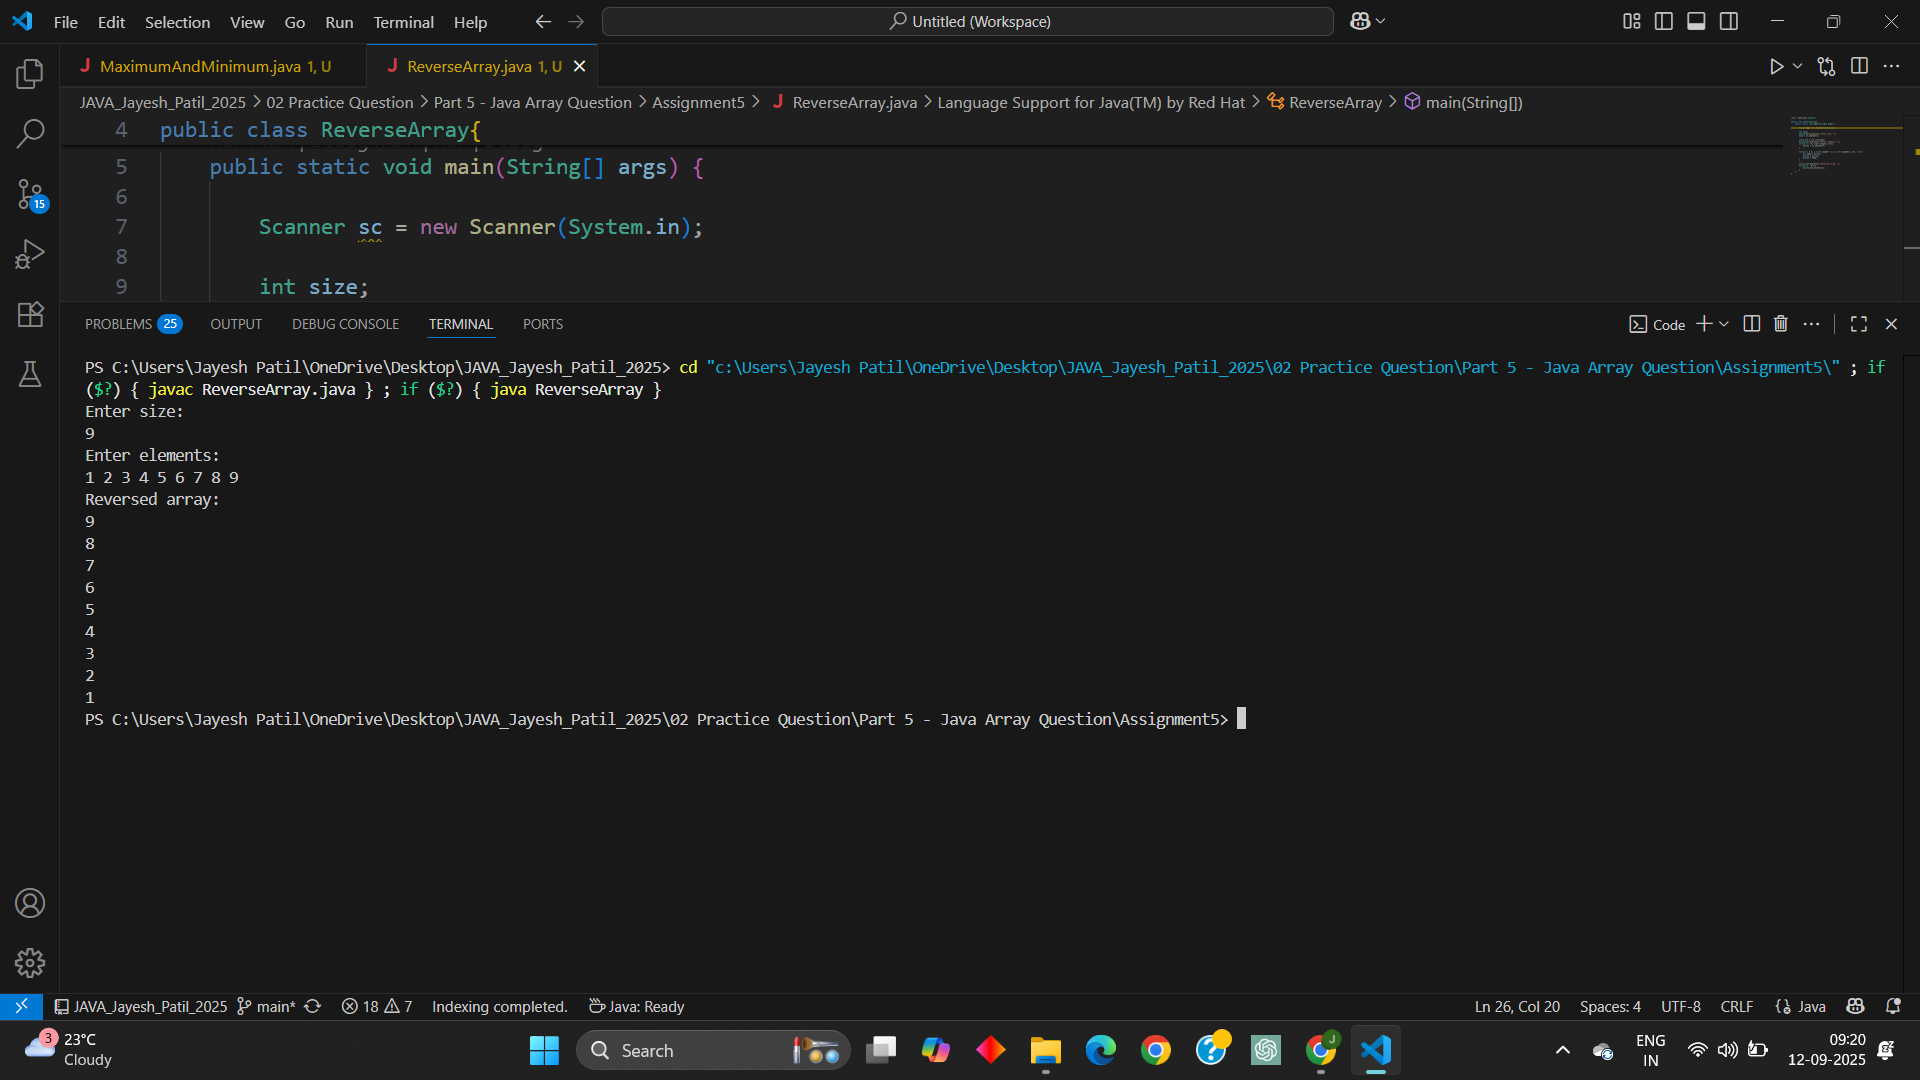 File Edit Selection View Go Run Terminal Help
Untitled (Workspace)
J MaximumAndMinimum.java 1, U
J ReverseArray.java 1, U
JAVA_Jayesh_Patil_2025 > 02 Practice Question > Part 5 - Java Array Question > Assignment5 > J ReverseArray.java > Language Support for Java(TM) by Red Hat > ReverseArray > main(String[])
4 public class ReverseArray{
5 public static void main(String[] args) {
6
7 Scanner sc = new Scanner(System.in);
8
9 int size;
15
PROBLEMS 25 OUTPUT DEBUG CONSOLE TERMINAL PORTS
Code
PS C:\Users\Jayesh Patil\OneDrive\Desktop\JAVA_Jayesh_Patil_2025> cd "c:\Users\Jayesh Patil\OneDrive\Desktop\JAVA_Jayesh_Patil_2025\02 Practice Question\Part 5 - Java Array Question\Assignment5\" ; if
($?) { javac ReverseArray.java } ; if ($?) { java ReverseArray }
Enter size:
9
Enter elements:
1 2 3 4 5 6 7 8 9
Reversed array:
9
8
7
6
5
4
3
2
1
PS C:\Users\Jayesh Patil\OneDrive\Desktop\JAVA_Jayesh_Patil_2025\02 Practice Question\Part 5 - Java Array Question\Assignment5>
JAVA_Jayesh_Patil_2025 main* 18 7 Indexing completed. Java: Ready
Ln 26, Col 20 Spaces: 4 UTF-8 CRLF Java
3
23°C
Cloudy
Search
J
ENG
IN
09:20
12-09-2025